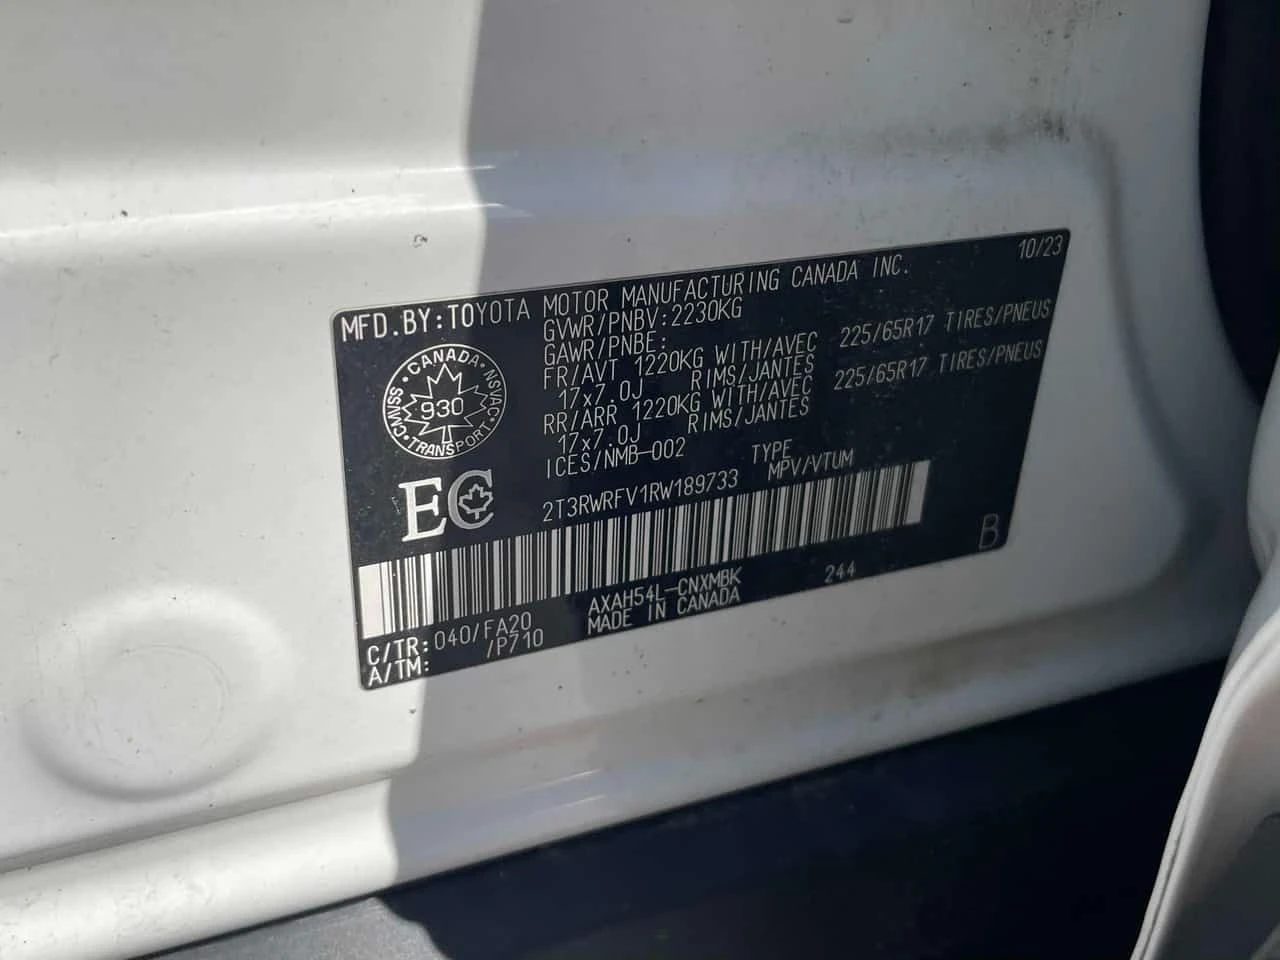 10/23
MFD.BY:TOYOTA MOTOR MANUFACTURING CANADA INC.
GVWR/PNBV:2230KG
GAWR/PNBE:
FR/AVT 1220KG WITH/AVEC 225/65R17 TIRES/PNEUS
17x7.0J RIMS/JANTES
RR/ARR 1220KG WITH/AVEC 225/65R17 TIRES/PNEUS
17x7.0J RIMS/JANTES
ICES/NMB-002
TYPE
2T3RWRFV1RW189733 MPV/VTUM
CANADA
CMVSS 930 NSVAC
TRANSPORT
EC
B
C/TR:040/FA20 AXAH54L-CNXMBK 244
A/TM: /P710 MADE IN CANADA